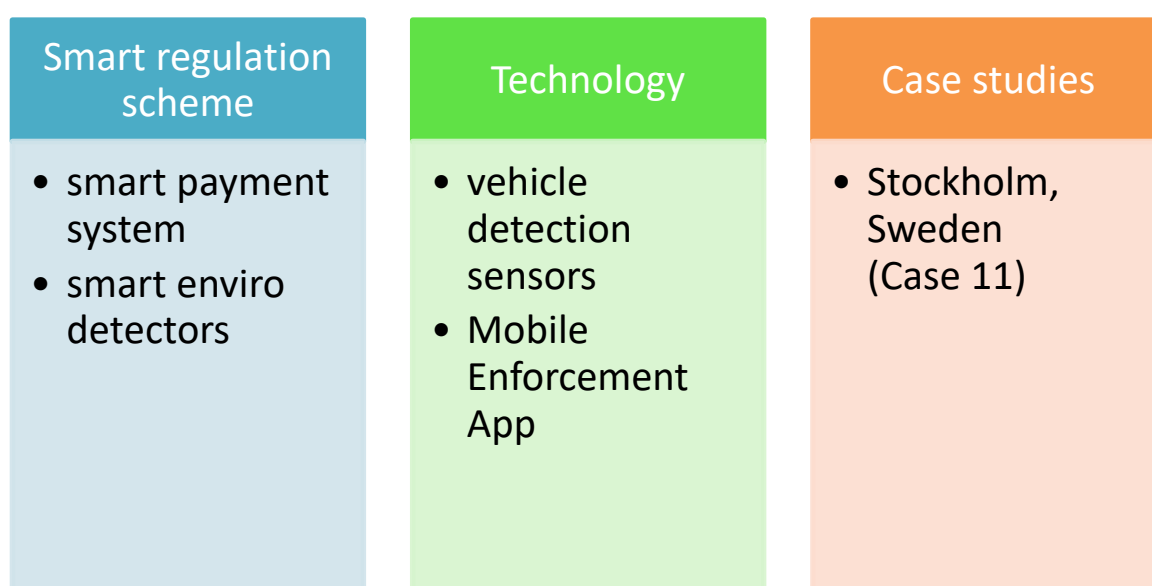 Smart regulation
scheme
• smart payment
system
• smart enviro
detectors
Technology
• vehicle
detection
sensors
• Mobile
Enforcement
App
Case studies
• Stockholm,
Sweden
(Case 11)